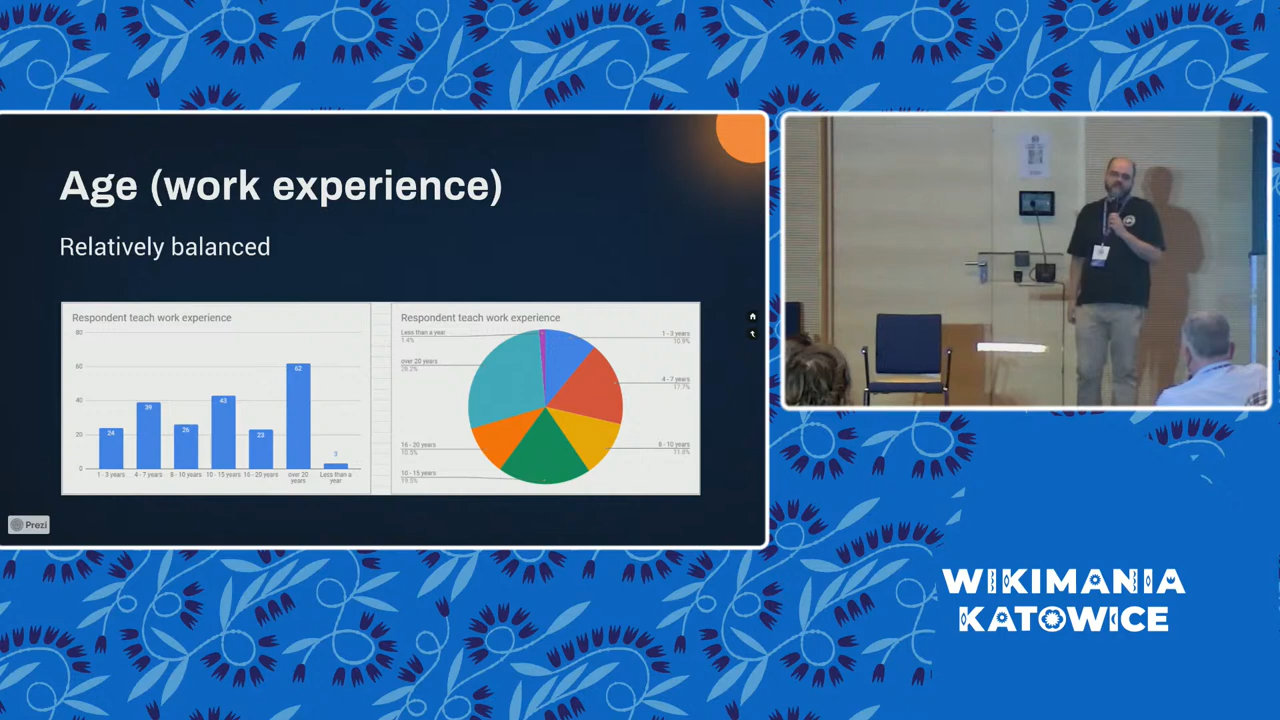 Age (work experience)
Relatively balanced
Respondent teach work experience
80
60
40
20
0
24
39
26
43
23
62
3
1 - 3 years
4 - 7 years
8 - 10 years
10 - 15 years
16 - 20 years
over 20
years
Less than a
year
Respondent teach work experience
Less than a year
1.4%
over 20 years
28.2%
16 - 20 years
10.5%
10 - 15 years
19.5%
1 - 3 years
10.9%
4 - 7 years
17.7%
8 - 10 years
11.8%
Prezi
WIKIMANIA
KATOWICE